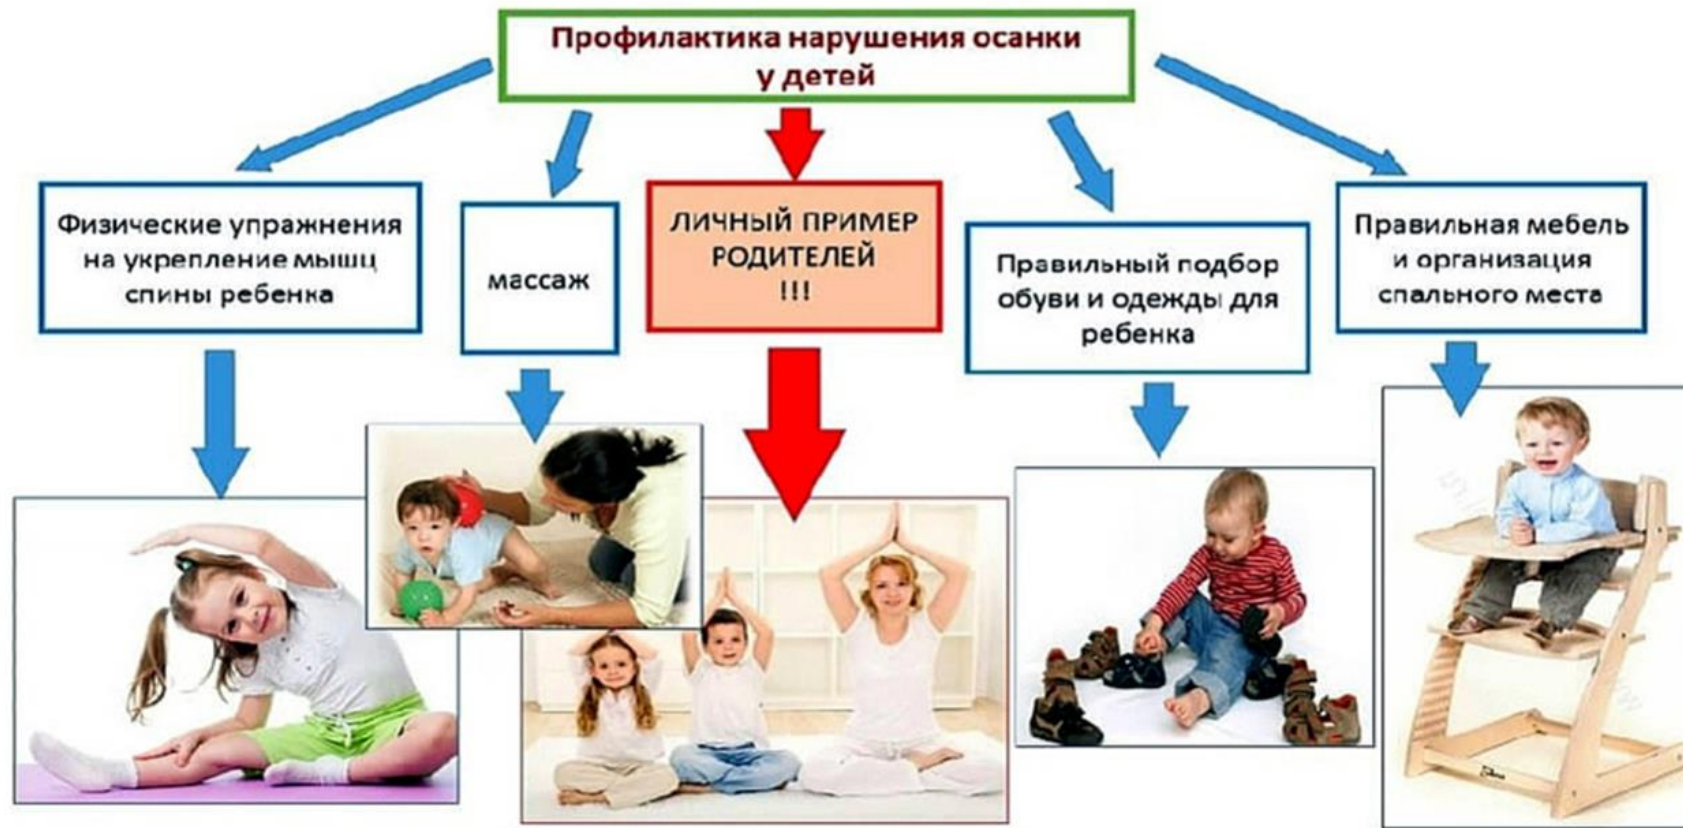 Профилактика нарушения осанки
у детей
Физические упражнения
на укрепление мышц
спины ребенка
массаж
ЛИЧНЫЙ ПРИМЕР
РОДИТЕЛЕЙ
!!!
Правильный подбор
обуви и одежды для
ребенка
Правильная мебель
и организация
спального места